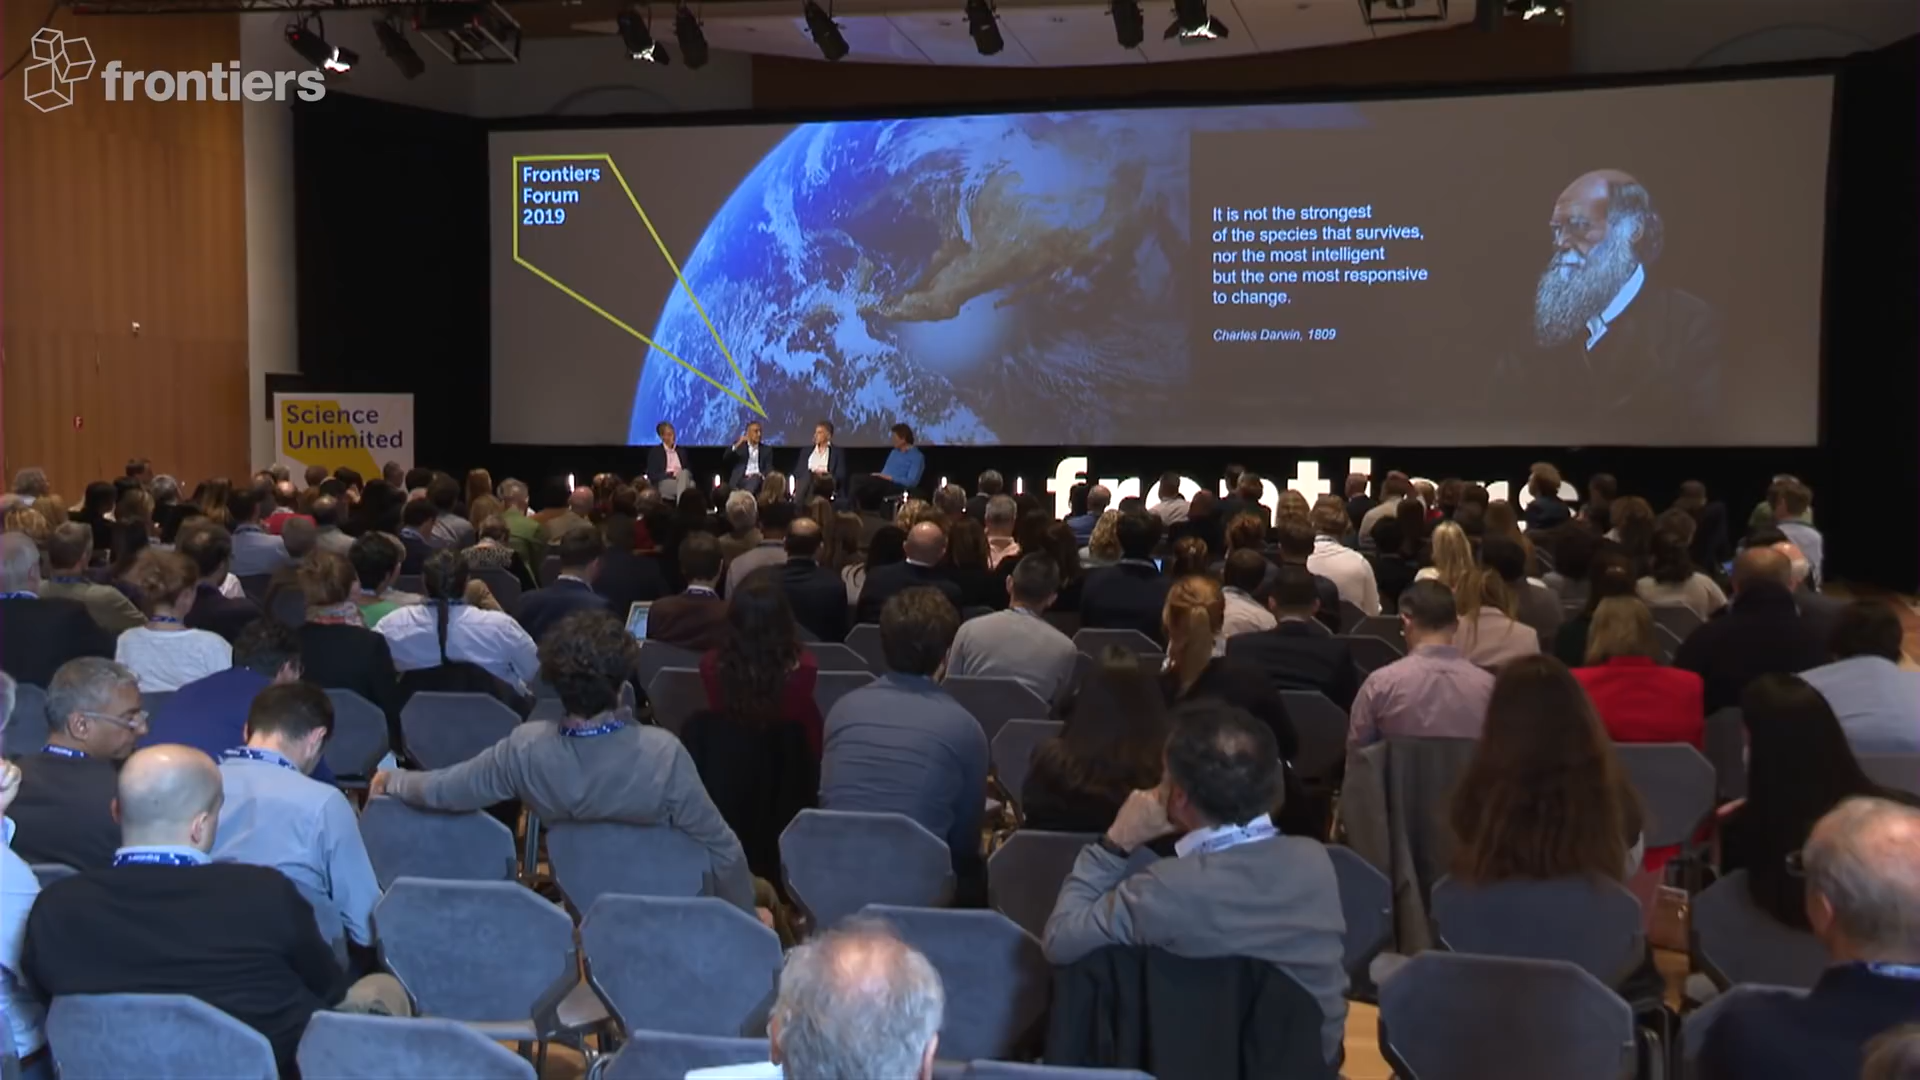 frontiers
Frontiers
Forum
2019
It is not the strongest
of the species that survives,
nor the most intelligent
but the one most responsive
to change.
Charles Darwin, 1809
Science
Unlimited
frontiers